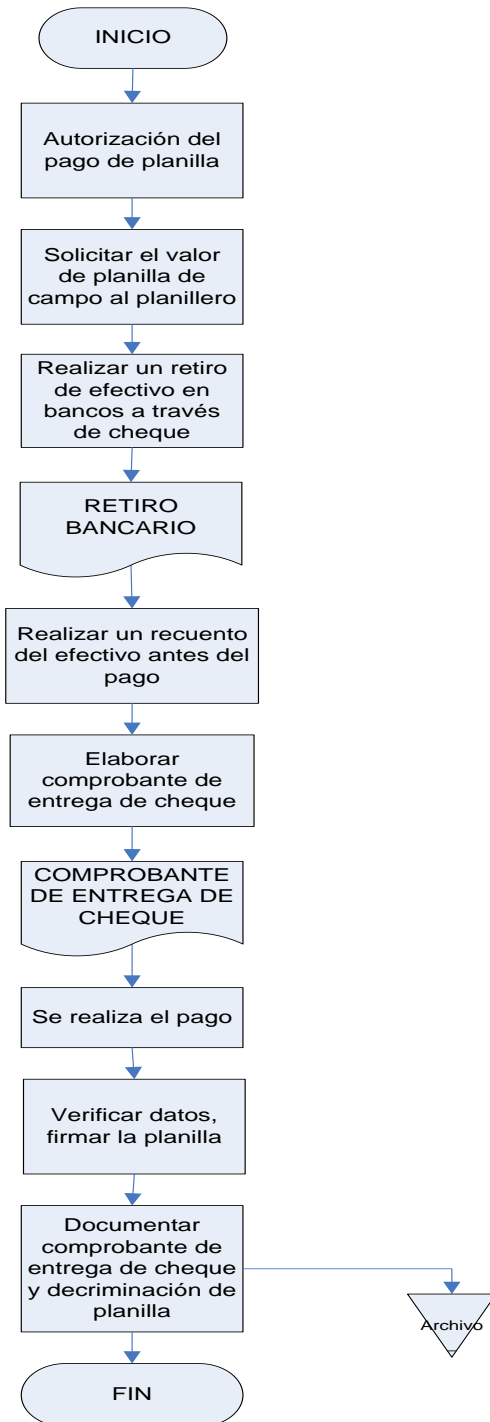 INICIO
Autorización del
pago de planilla
Solicitar el valor
de planilla de
campo al planillero
Realizar un retiro
de efectivo en
bancos a través
de cheque
RETIRO
BANCARIO
Realizar un recuento
del efectivo antes del
pago
Elaborar
comprobante de
entrega de cheque
COMPROBANTE
DE ENTREGA DE
CHEQUE
Se realiza el pago
Verificar datos,
firmar la planilla
Documentar
comprobante de
entrega de cheque
y decriminación de
planilla
Archivo
FIN